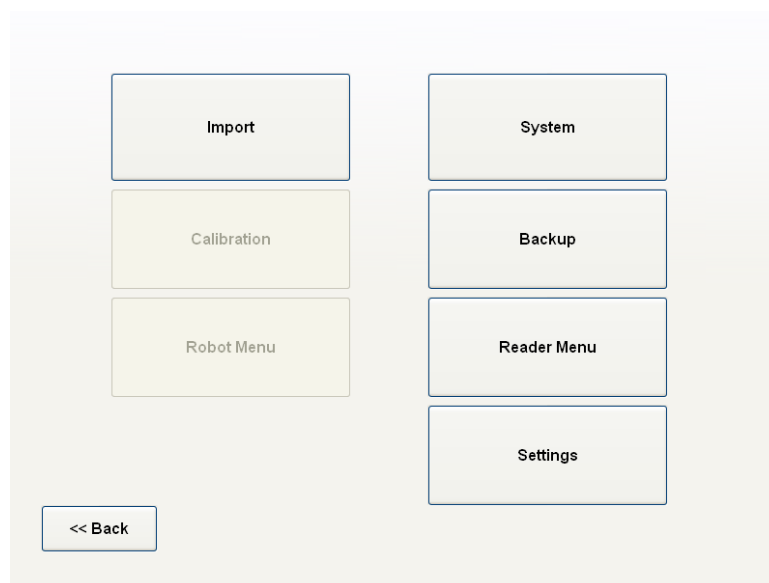 Import
System
Calibration
Backup
Robot Menu
Reader Menu
Settings
<< Back